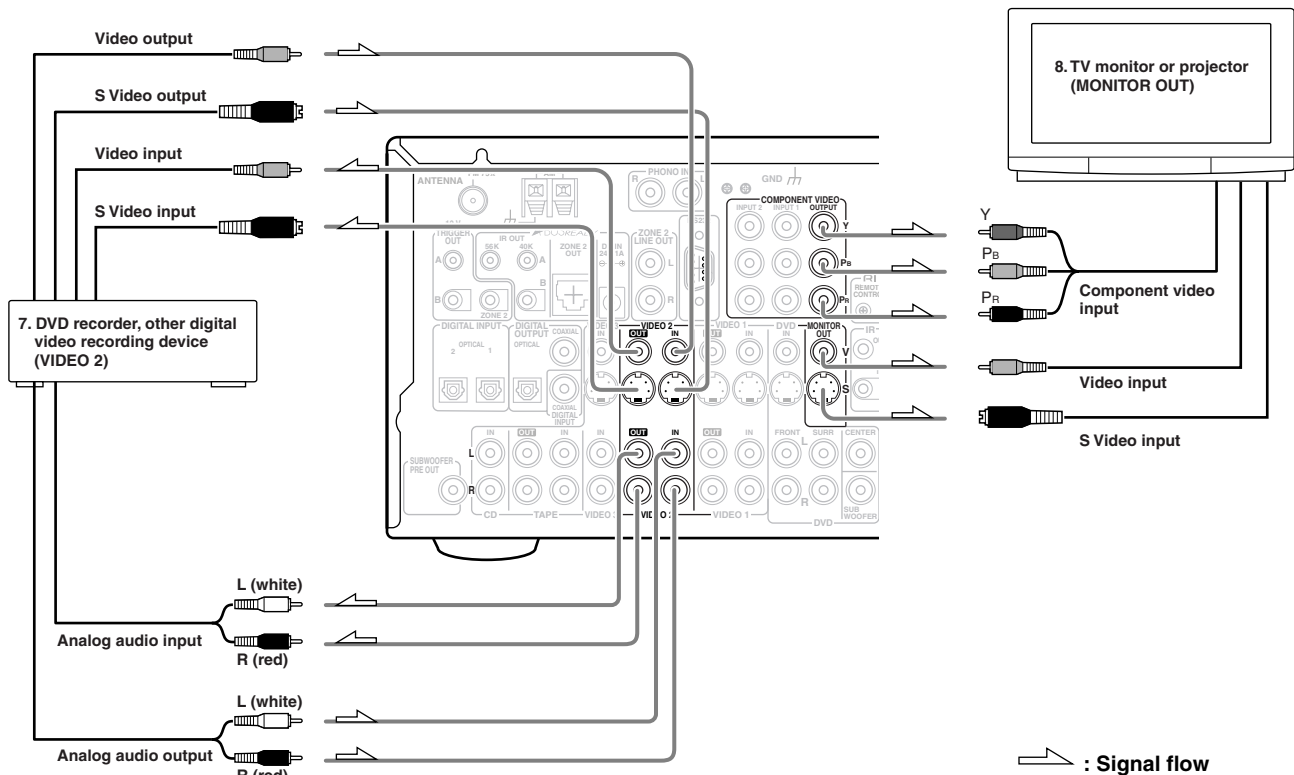 Video output
S Video output
Video input
S Video input
7. DVD recorder, other digital
video recording device
(VIDEO 2)
8. TV monitor or projector
(MONITOR OUT)
ANTENNA
PHONO IN
R
L
GND
COMPONENT VIDEO
INPUT 2
INPUT 1
OUTPUT
Y
PB
PR
TRIGGER
OUT
A
B
IR OUT
56K
40K
A
B
ZONE 2
ZONE 2
OUT
ZONE 2
LINE OUT
L
R
DIGITAL INPUT
OPTICAL
2
1
DIGITAL
OUTPUT
OPTICAL
COAXIAL
COAXIAL
DIGITAL
INPUT
IN
VIDEO 2
OUT
IN
VIDEO 1
OUT
IN
DVD
IN
MONITOR
OUT
V
S
SUBWOOFER
PRE OUT
L
R
IN
OUT
IN
IN
OUT
IN
OUT
IN
FRONT
SURR
CENTER
L
R
SUB
WOOFER
CD
TAPE
VIDEO 1
DVD
Y
PB
PR
Component video
input
Video input
S Video input
L (white)
Analog audio input
R (red)
L (white)
Analog audio output
R (red)
: Signal flow